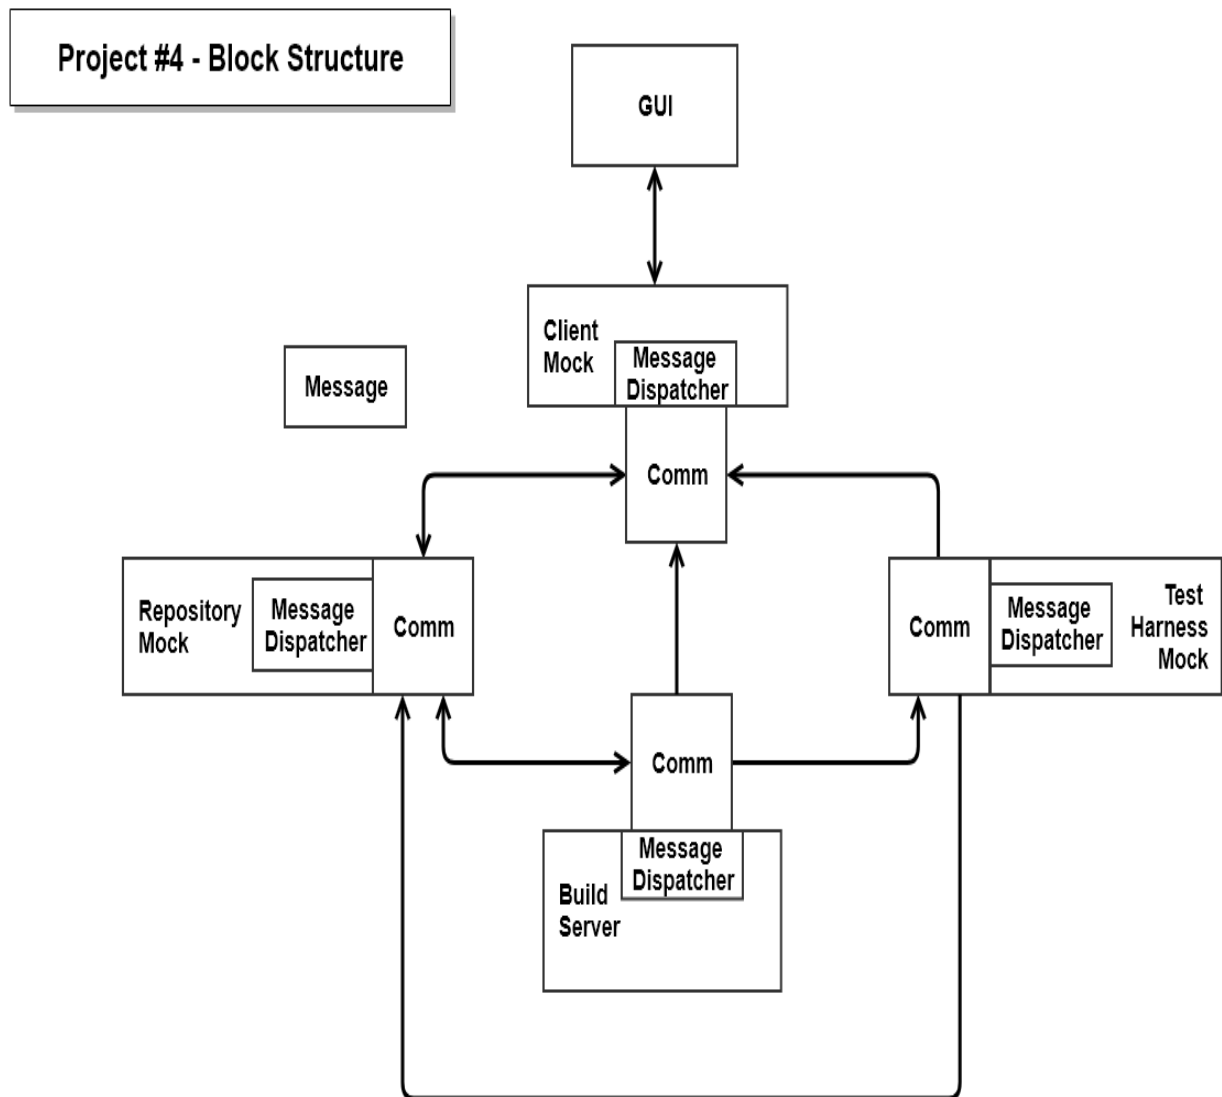 Project #4 - Block Structure
GUI
Client
Mock
Message
Dispatcher
Message
Comm
Repository
Mock
Message
Dispatcher
Comm
Comm
Message
Dispatcher
Test
Harness
Mock
Comm
Message
Dispatcher
Build
Server